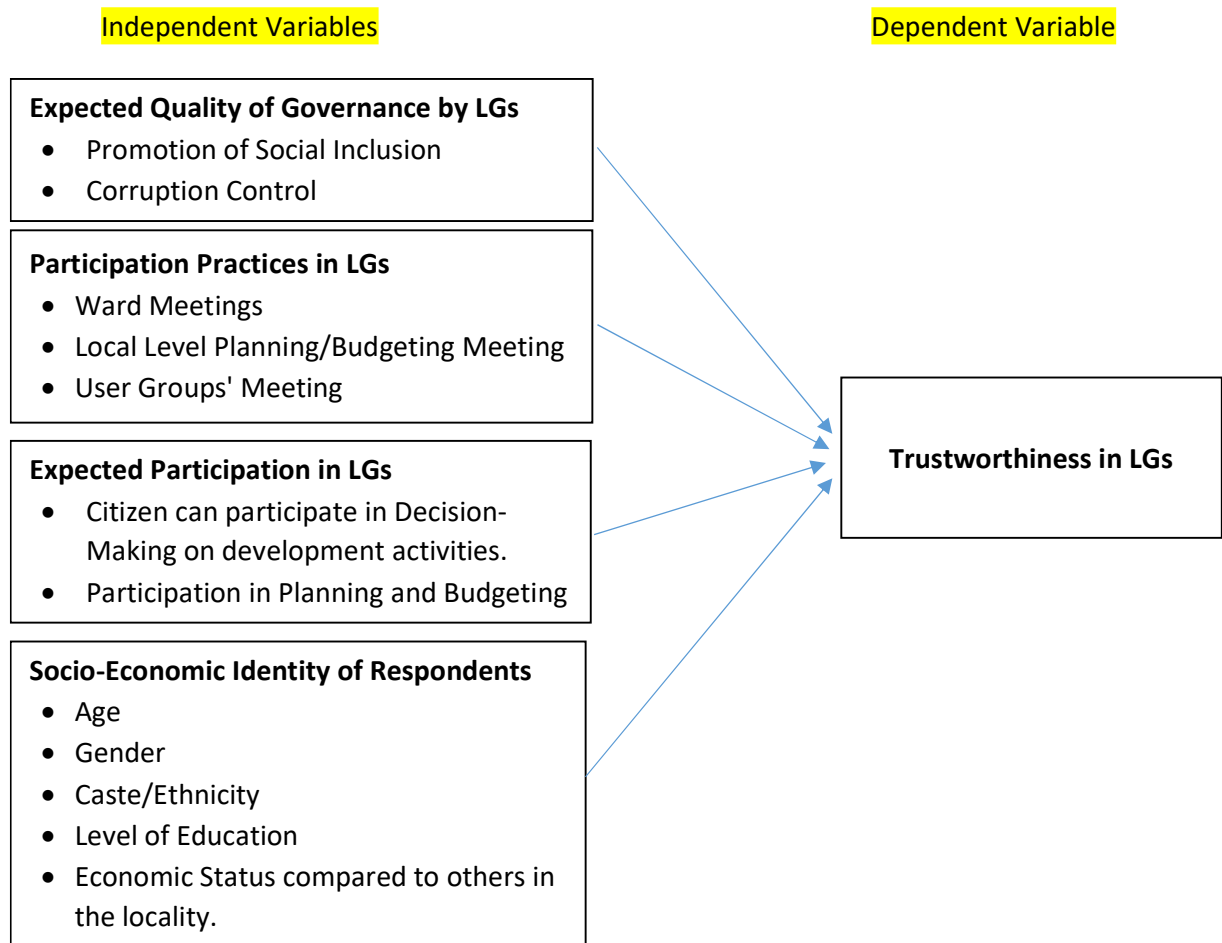 Independent Variables
Dependent Variable
Expected Quality of Governance by LGs
• Promotion of Social Inclusion
• Corruption Control
Participation Practices in LGs
• Ward Meetings
• Local Level Planning/Budgeting Meeting
• User Groups' Meeting
Expected Participation in LGs
• Citizen can participate in Decision-
Making on development activities.
• Participation in Planning and Budgeting
Socio-Economic Identity of Respondents
• Age
• Gender
• Caste/Ethnicity
• Level of Education
• Economic Status compared to others in
the locality.
Trustworthiness in LGs